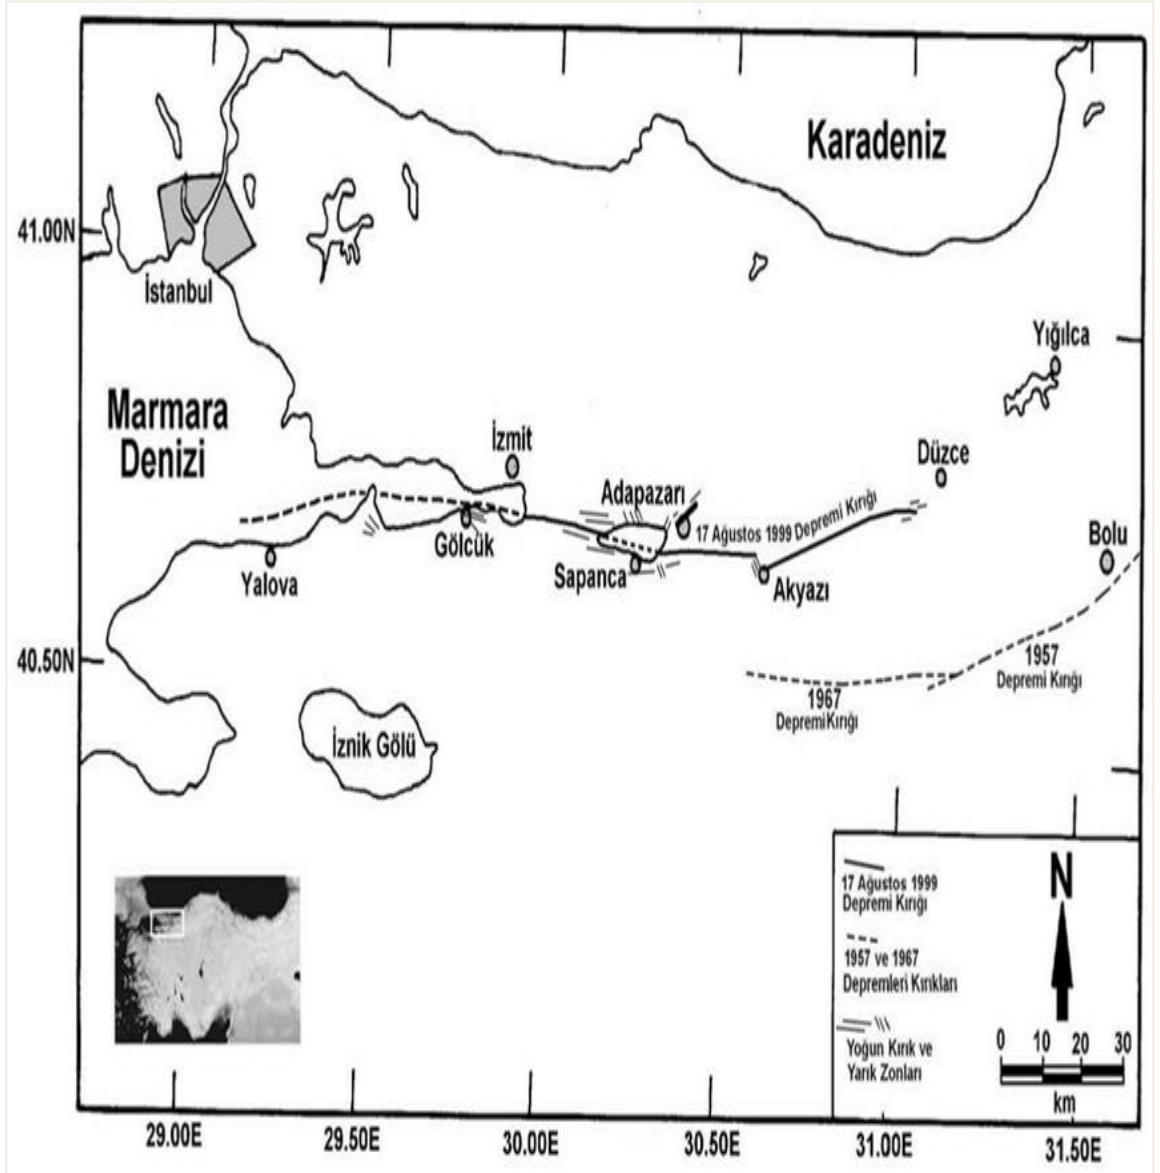 Karadeniz
41.00N
İstanbul
Yığılca
Marmara
Denizi
İzmit
Düzce
Adapazarı
17 Ağustos 1999 Depremi Kırığı
Gölcük
Bolu
Yalova
Sapanca
Akyazı
40.50N
1957
Depremi Kırığı
1967
DepremiKırığı
İznik Gölü
17 Ağustos 1999
Depremi Kırığı
N
1957 ve 1967
Depremleri Kırıkları
Yoğun Kırık ve
Yarık Zonları
0 10 20 30
km
29.00E 29.50E 30.00E 30.50E 31.00E 31.50E